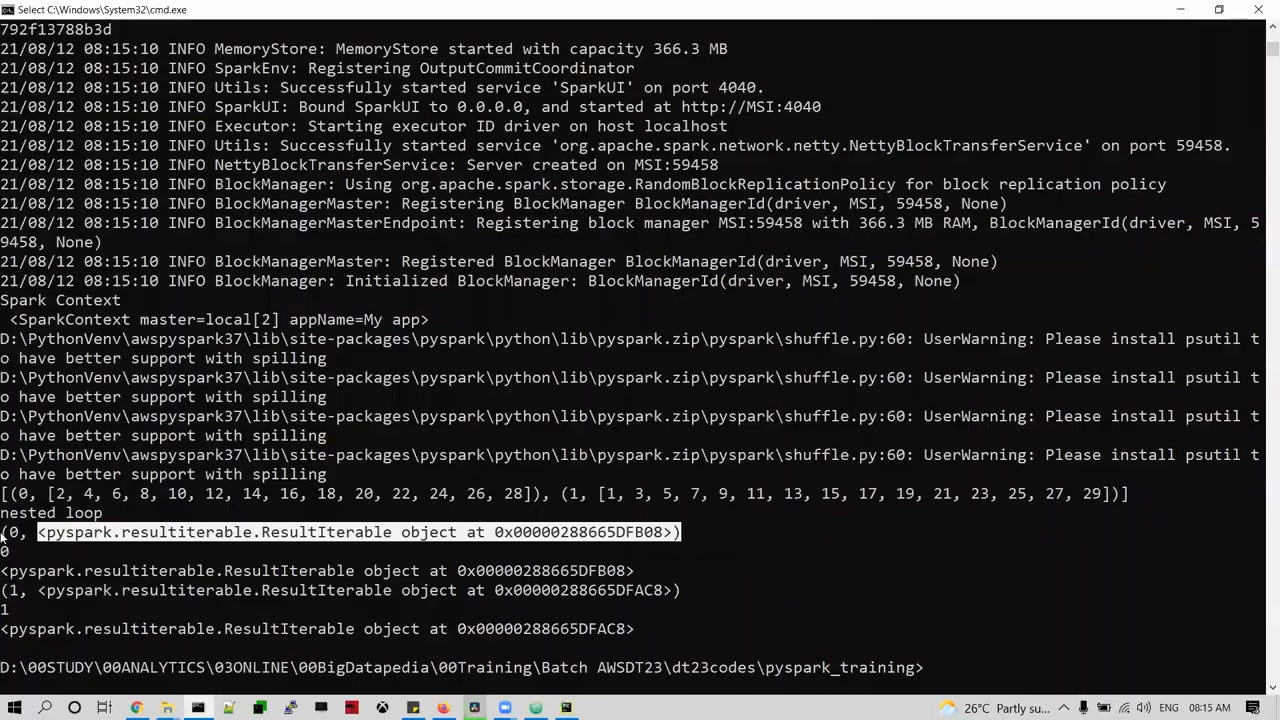 Select C:\Windows\System32\cmd.exe
792f13788b3d
21/08/12 08:15:10 INFO MemoryStore: MemoryStore started with capacity 366.3 MB
21/08/12 08:15:10 INFO SparkEnv: Registering OutputCommitCoordinator
21/08/12 08:15:10 INFO Utils: Successfully started service 'SparkUI' on port 4040.
21/08/12 08:15:10 INFO SparkUI: Bound SparkUI to 0.0.0.0, and started at http://MSI:4040
21/08/12 08:15:10 INFO Executor: Starting executor ID driver on host localhost
21/08/12 08:15:10 INFO Utils: Successfully started service 'org.apache.spark.network.netty.NettyBlockTransferService' on port 59458.
21/08/12 08:15:10 INFO NettyBlockTransferService: Server created on MSI:59458
21/08/12 08:15:10 INFO BlockManager: Using org.apache.spark.storage.RandomBlockReplicationPolicy for block replication policy
21/08/12 08:15:10 INFO BlockManagerMaster: Registering BlockManager BlockManagerId(driver, MSI, 59458, None)
21/08/12 08:15:10 INFO BlockManagerMasterEndpoint: Registering block manager MSI:59458 with 366.3 MB RAM, BlockManagerId(driver, MSI, 5
9458, None)
21/08/12 08:15:10 INFO BlockManagerMaster: Registered BlockManager BlockManagerId(driver, MSI, 59458, None)
21/08/12 08:15:10 INFO BlockManager: Initialized BlockManager: BlockManagerId(driver, MSI, 59458, None)
Spark Context
<SparkContext master=local[2] appName=My app>
D:\PythonVenv\awspyspark37\lib\site-packages\pyspark\python\lib\pyspark.zip\pyspark\shuffle.py:60: UserWarning: Please install psutil t
o have better support with spilling
D:\PythonVenv\awspyspark37\lib\site-packages\pyspark\python\lib\pyspark.zip\pyspark\shuffle.py:60: UserWarning: Please install psutil t
o have better support with spilling
D:\PythonVenv\awspyspark37\lib\site-packages\pyspark\python\lib\pyspark.zip\pyspark\shuffle.py:60: UserWarning: Please install psutil t
o have better support with spilling
D:\PythonVenv\awspyspark37\lib\site-packages\pyspark\python\lib\pyspark.zip\pyspark\shuffle.py:60: UserWarning: Please install psutil t
o have better support with spilling
[(0, [2, 4, 6, 8, 10, 12, 14, 16, 18, 20, 22, 24, 26, 28]), (1, [1, 3, 5, 7, 9, 11, 13, 15, 17, 19, 21, 23, 25, 27, 29])]
nested loop
(0, <pyspark.resultiterable.ResultIterable object at 0x00000288665DFB08>)
0
<pyspark.resultiterable.ResultIterable object at 0x00000288665DFB08>
(1, <pyspark.resultiterable.ResultIterable object at 0x00000288665DFAC8>)
1
<pyspark.resultiterable.ResultIterable object at 0x00000288665DFAC8>
D:\00STUDY\00ANALYTICS\03ONLINE\00BigDatapedia\00Training\Batch AWSDT23\dt23codes\pyspark_training>
26°C Partly su... ENG 08:15 AM